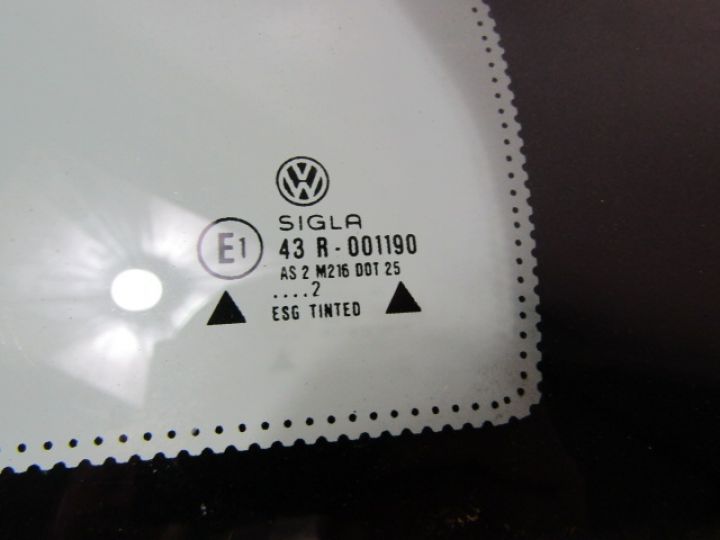 SIGLA
E1 43 R-001190
AS 2 M216 DOT 25
....2
ESG TINTED